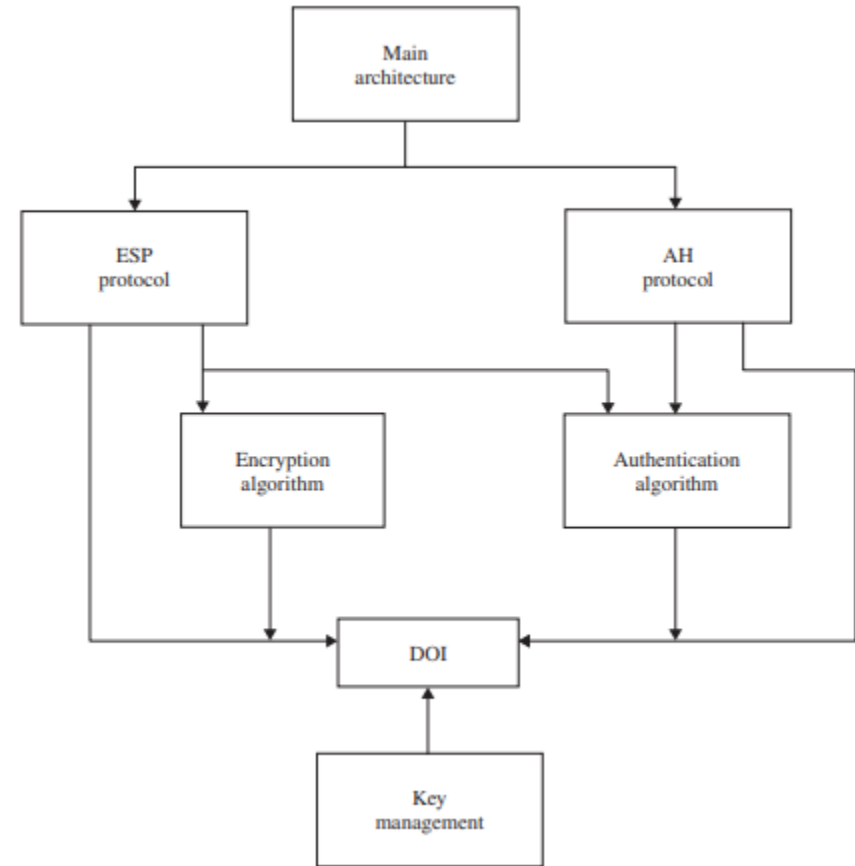 Main
architecture
ESP
protocol
AH
protocol
Encryption
algorithm
Authentication
algorithm
DOI
Key
management